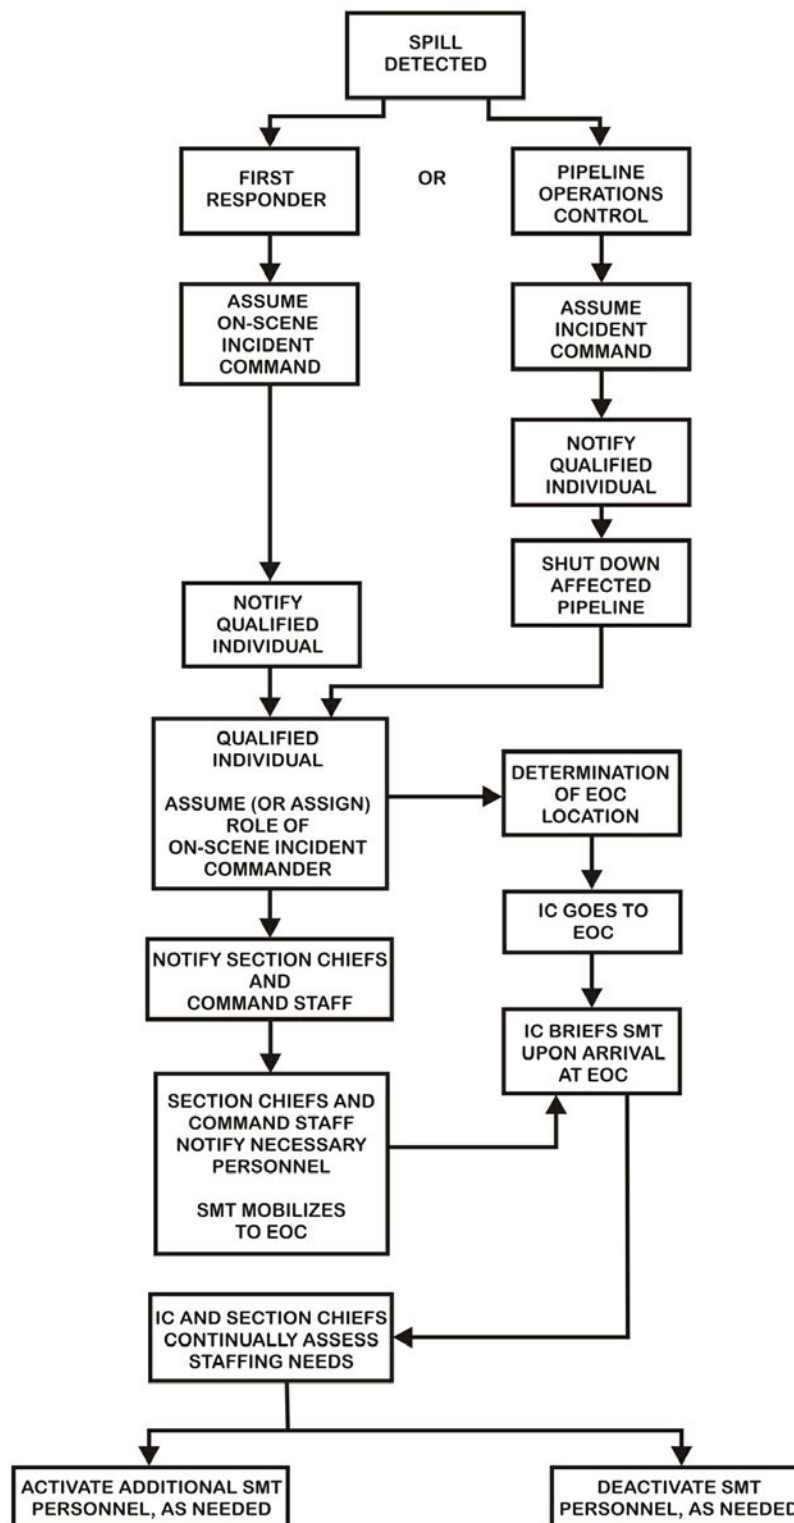 SPILL
DETECTED
FIRST
RESPONDER
OR
PIPELINE
OPERATIONS
CONTROL
ASSUME
ON-SCENE
INCIDENT
COMMAND
ASSUME
INCIDENT
COMMAND
NOTIFY
QUALIFIED
INDIVIDUAL
SHUT DOWN
AFFECTED
PIPELINE
NOTIFY
QUALIFIED
INDIVIDUAL
QUALIFIED
INDIVIDUAL
ASSUME (OR ASSIGN)
ROLE OF
ON-SCENE INCIDENT
COMMANDER
DETERMINATION
OF EOC
LOCATION
IC GOES TO
EOC
NOTIFY SECTION CHIEFS
AND
COMMAND STAFF
IC BRIEFS SMT
UPON ARRIVAL
AT EOC
SECTION CHIEFS AND
COMMAND STAFF
NOTIFY NECESSARY
PERSONNEL
SMT MOBILIZES
TO EOC
IC AND SECTION CHIEFS
CONTINUALLY ASSESS
STAFFING NEEDS
ACTIVATE ADDITIONAL SMT
PERSONNEL, AS NEEDED
DEACTIVATE SMT
PERSONNEL, AS NEEDED